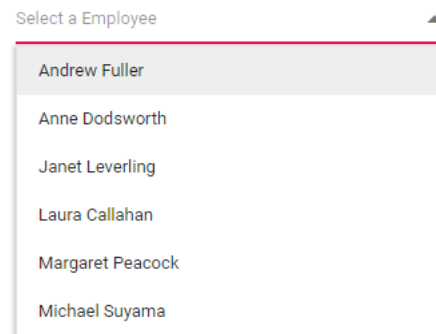 Select a Employee
Andrew Fuller
Anne Dodsworth
Janet Leverling
Laura Callahan
Margaret Peacock
Michael Suyama